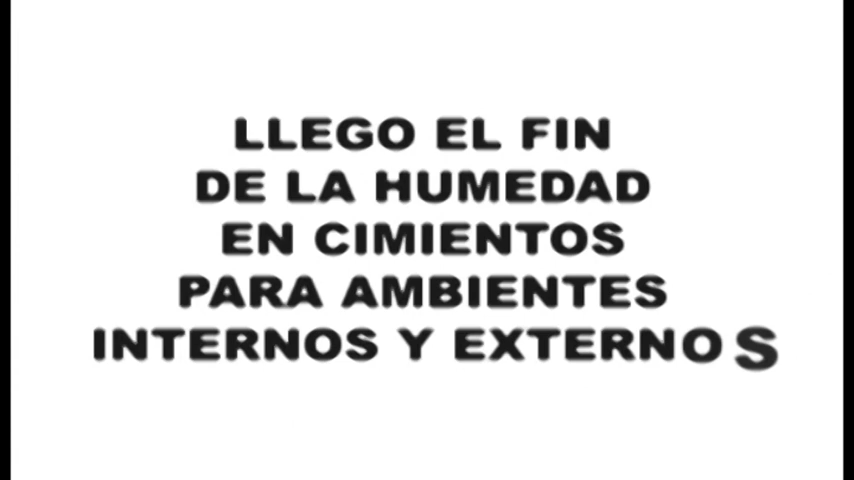 LLEGO EL FIN
DE LA HUMEDAD
EN CIMIENTOS
PARA AMBIENTES
INTERNOS Y EXTERNOS